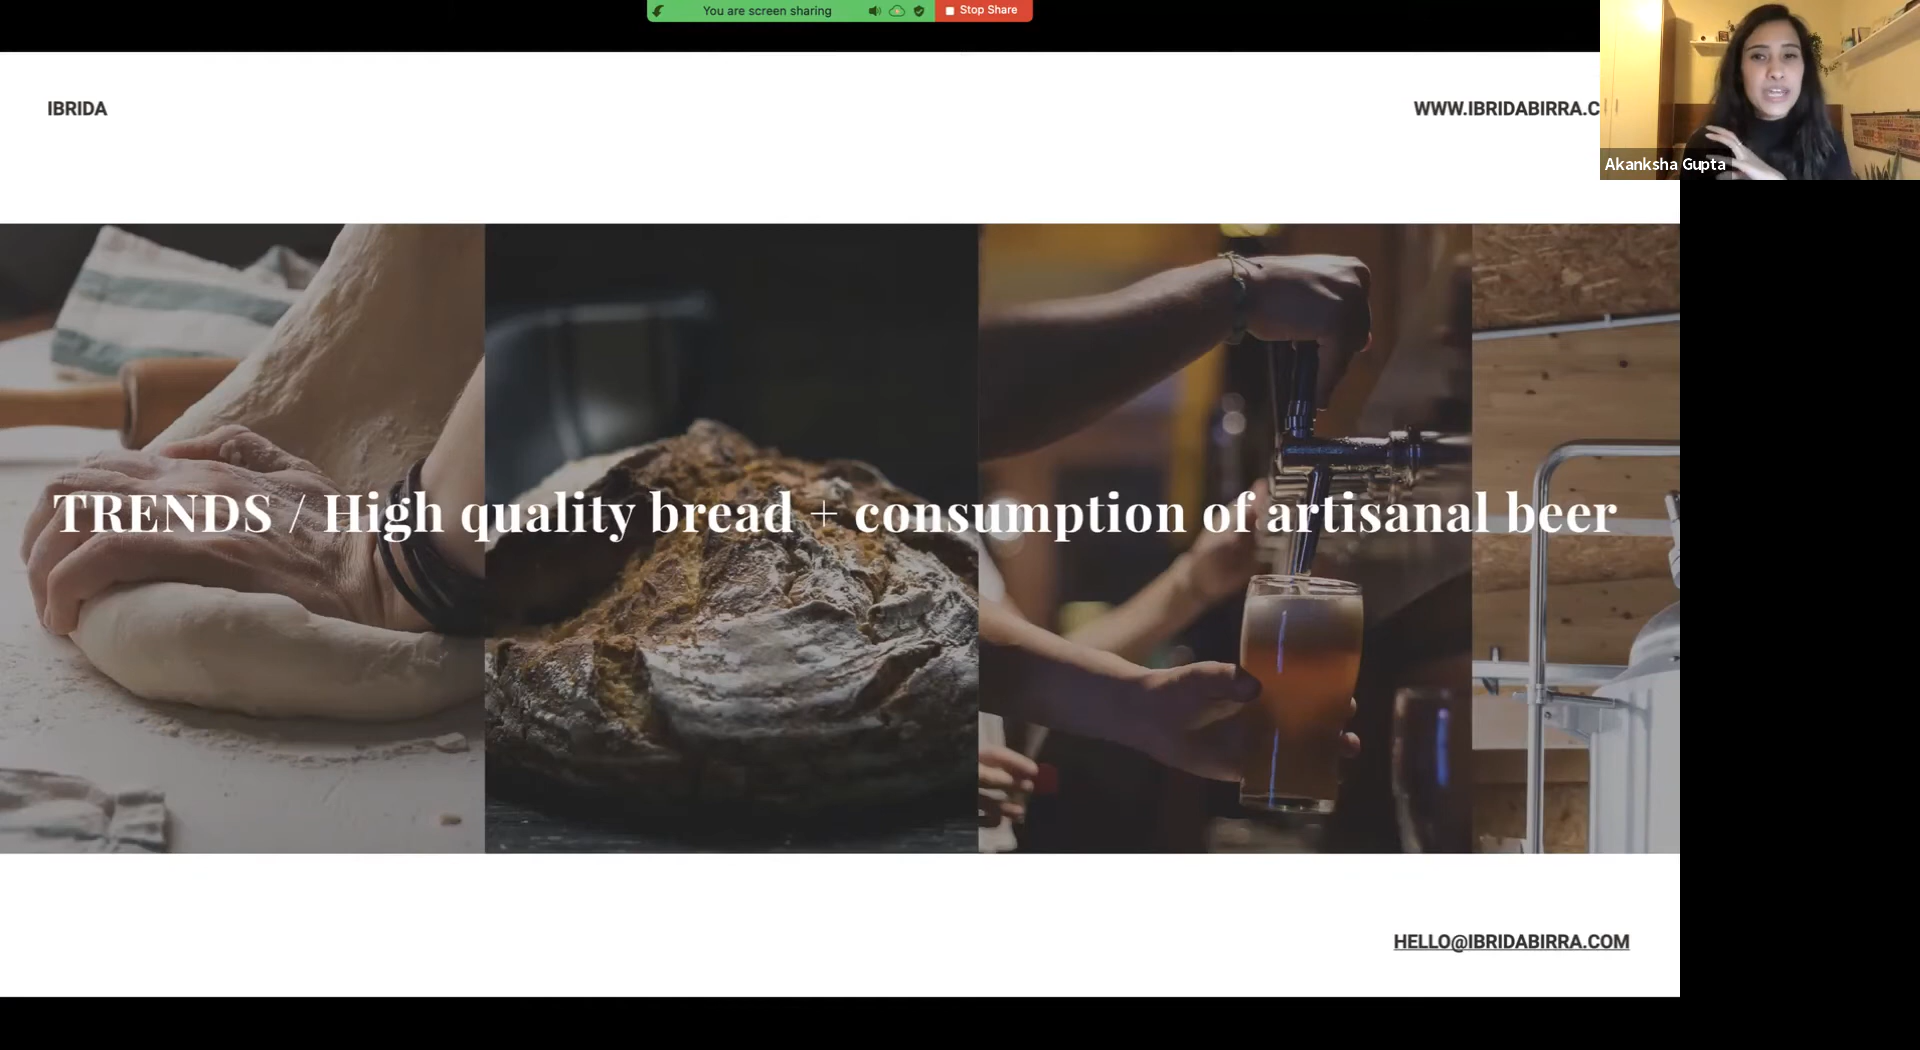 You are screen sharing
Stop Share
IBRIDA
WWW.IBRIDABIRRA.C
Akanksha Gupta
TRENDS / High quality bread + consumption of artisanal beer
HELLO@IBRIDABIRRA.COM